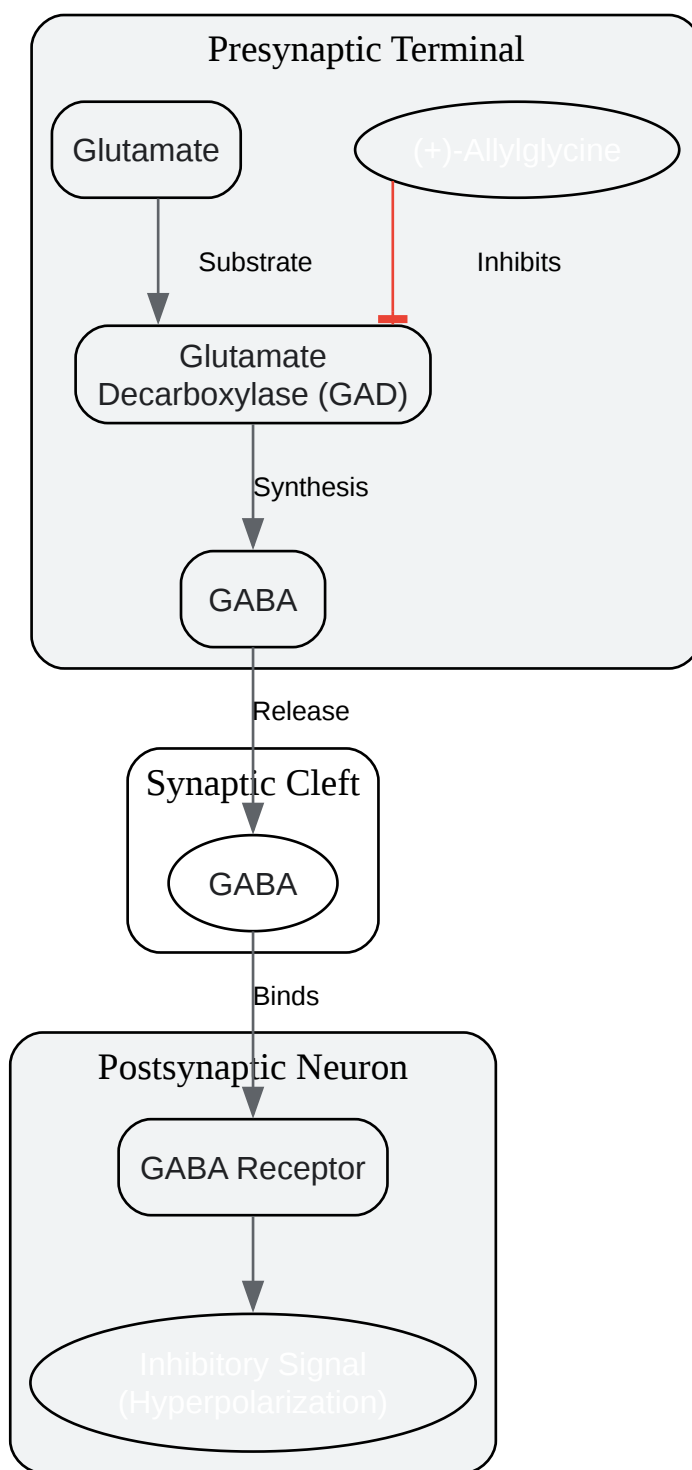 Presynaptic Terminal
Glutamate
(+)-Allylglycine
Substrate
Inhibits
Glutamate
Decarboxylase (GAD)
Synthesis
GABA
Release
Synaptic Cleft
GABA
Binds
Postsynaptic Neuron
GABA Receptor
Inhibitory Signal
(Hyperpolarization)